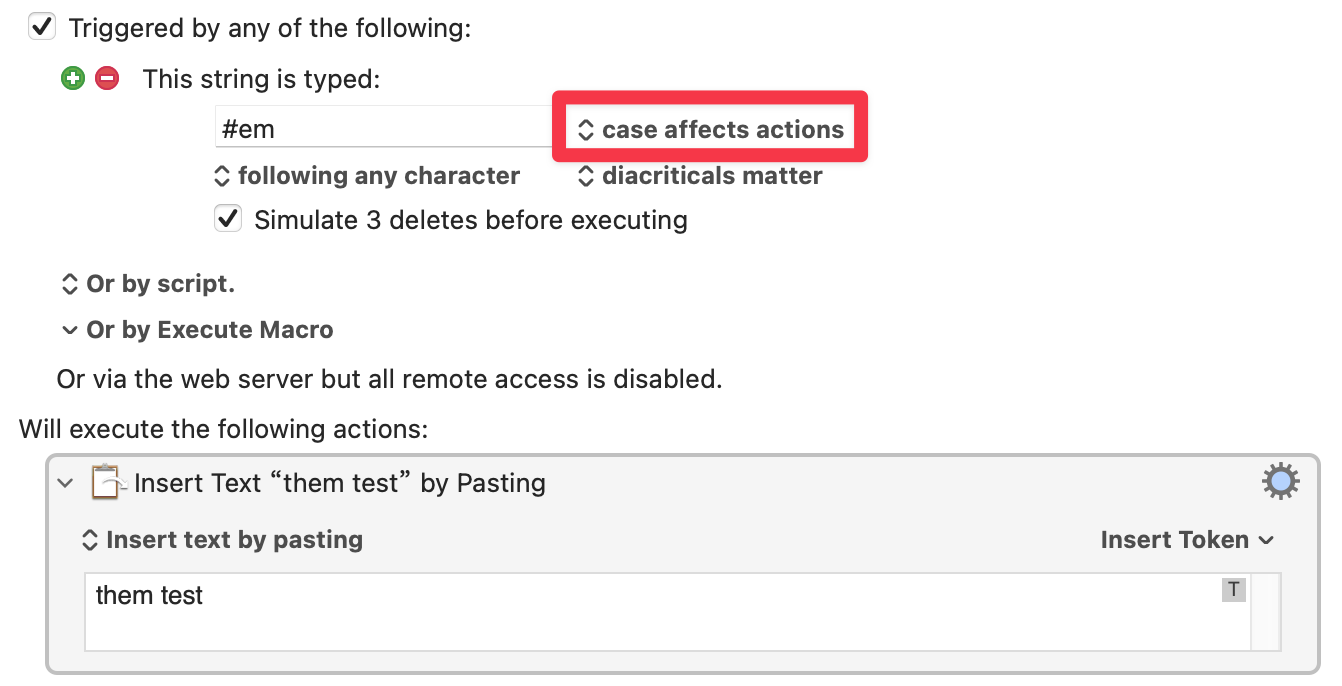 Triggered by any of the following:
This string is typed:
#em case affects actions
following any character diacriticals matter
Simulate 3 deletes before executing
Or by script.
Or by Execute Macro
Or via the web server but all remote access is disabled.
Will execute the following actions:
Insert Text “them test” by Pasting
Insert text by pasting Insert Token
them test T